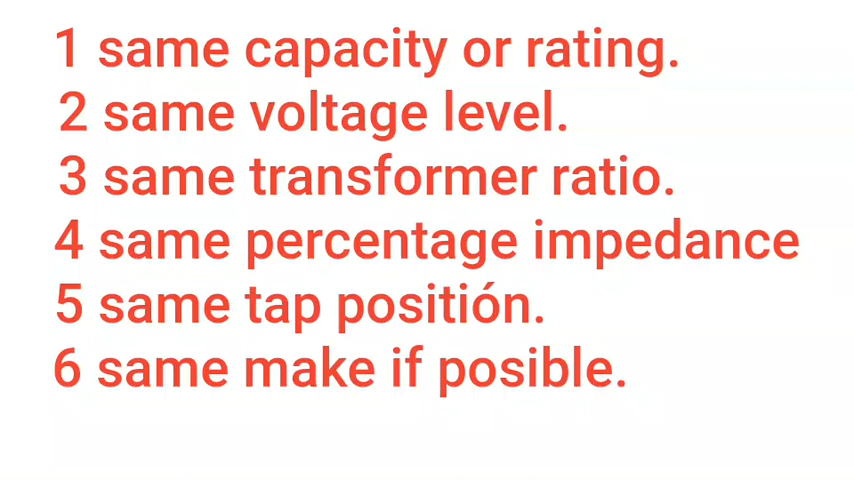 1 same capacity or rating.
2 same voltage level.
3 same transformer ratio.
4 same percentage impedance
5 same tap positión.
6 same make if posible.